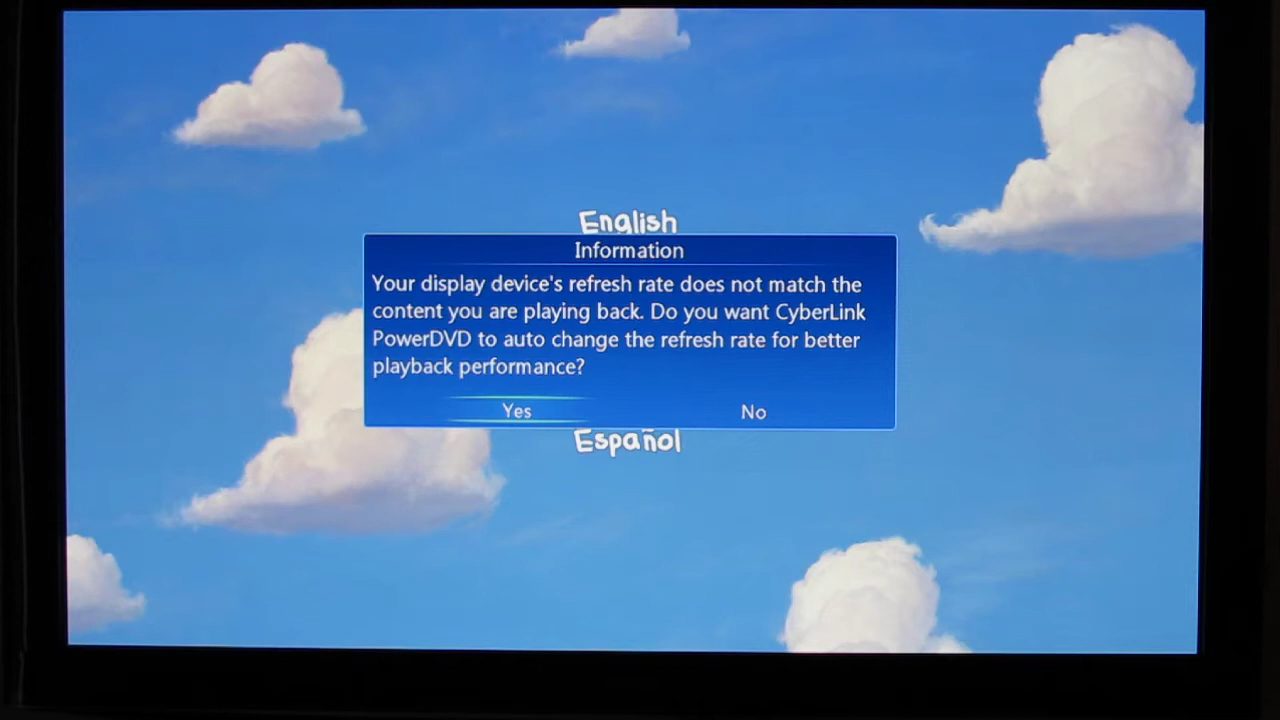 English
Information
Your display device's refresh rate does not match the
content you are playing back. Do you want CyberLink
PowerDVD to auto change the refresh rate for better
playback performance?
Yes No
Español